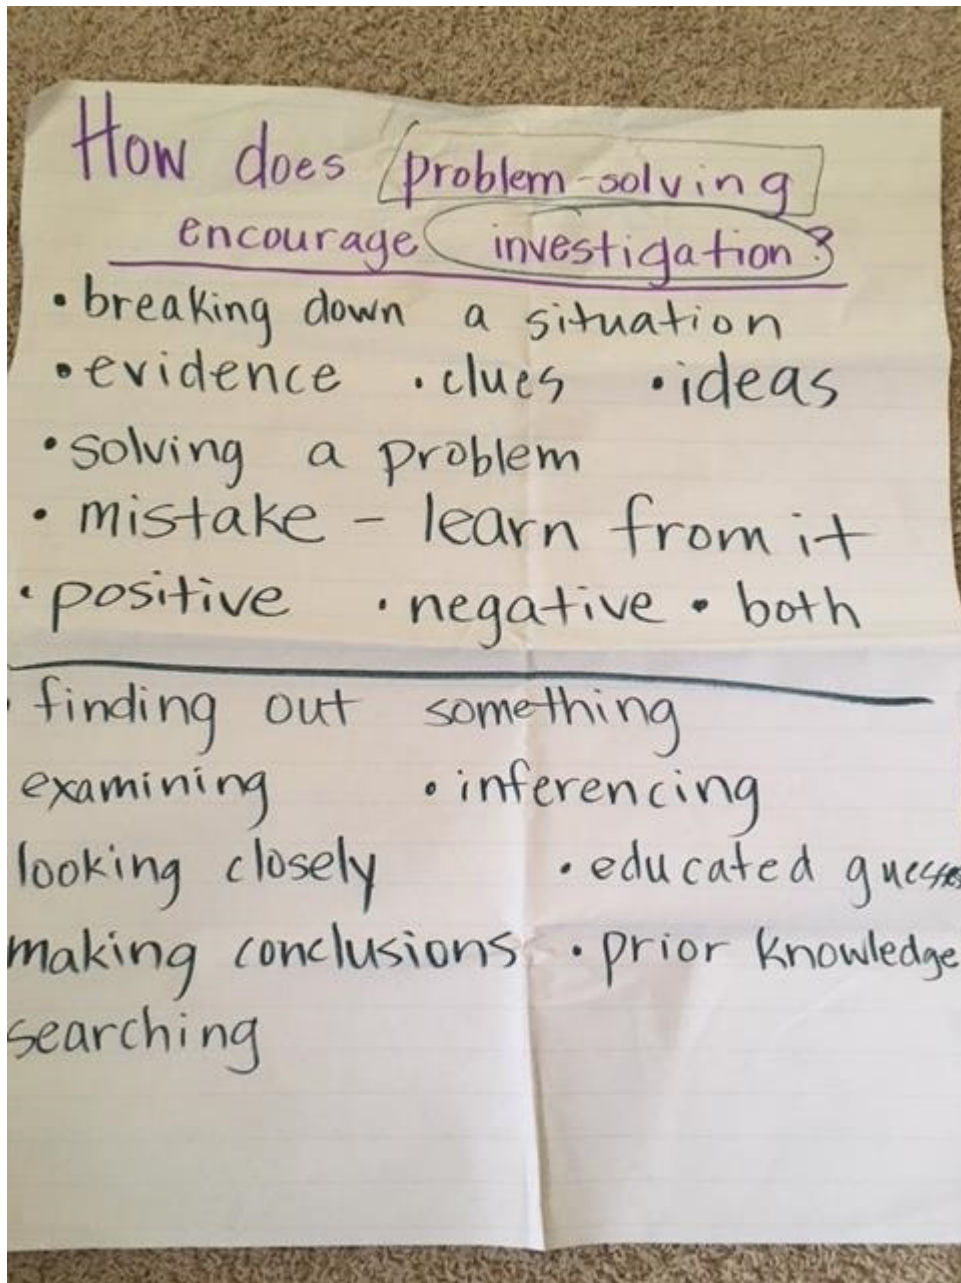 How does problem-solving
encourage investigation?
• breaking down a situation
• evidence • clues • ideas
• solving a problem
• mistake - learn from it
• positive • negative • both
• finding out something
examining • inferencing
looking closely • educated guesses
making conclusions • prior knowledge
searching